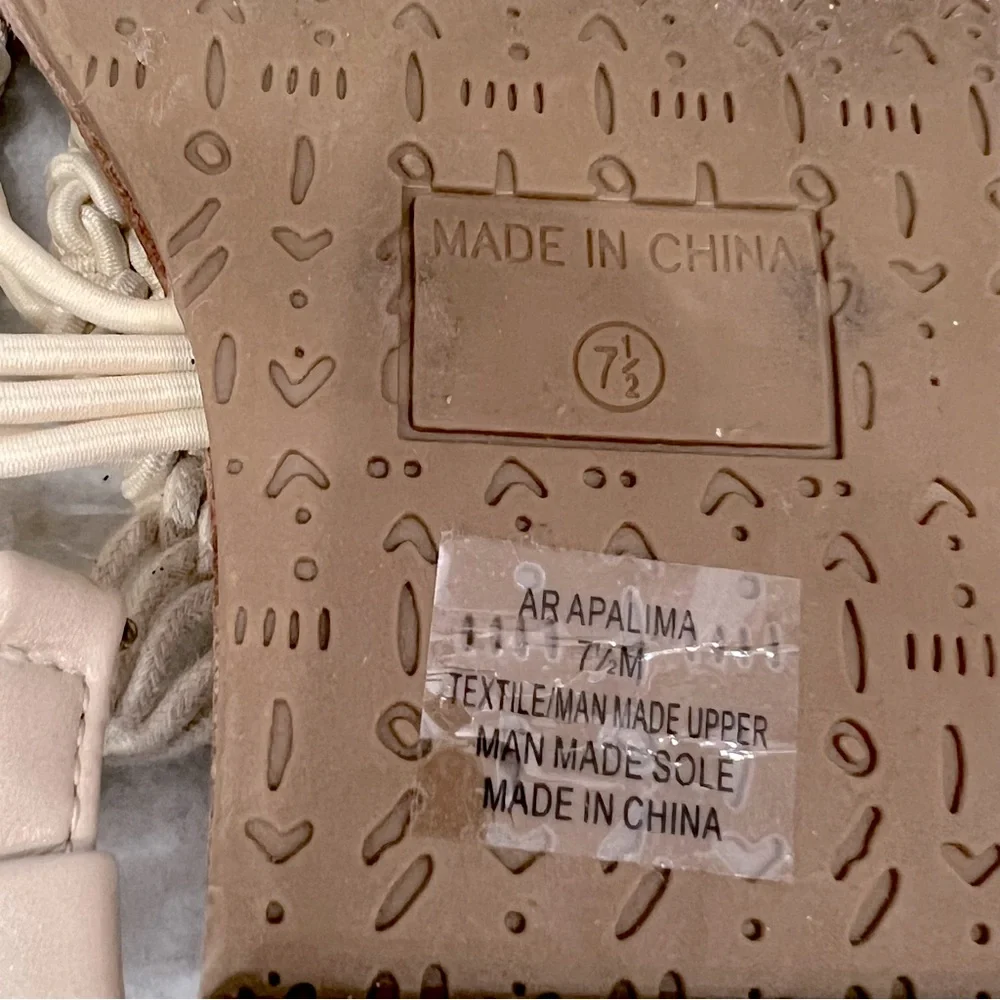 MADE IN CHINA
7½
AR APALIMA
7½M
TEXTILE/MAN MADE UPPER
MAN MADE SOLE
MADE IN CHINA